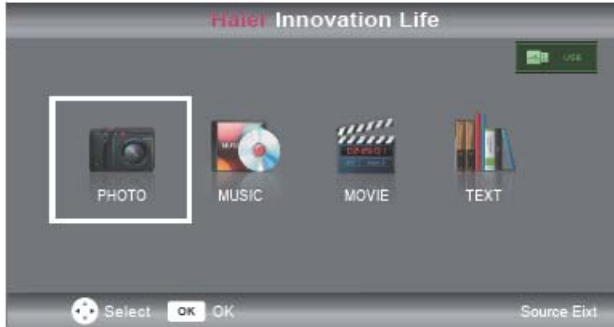 Haier Innovation Life
USB
PHOTO
MUSIC
MOVIE
TEXT
Select OK OK
Source Eixt